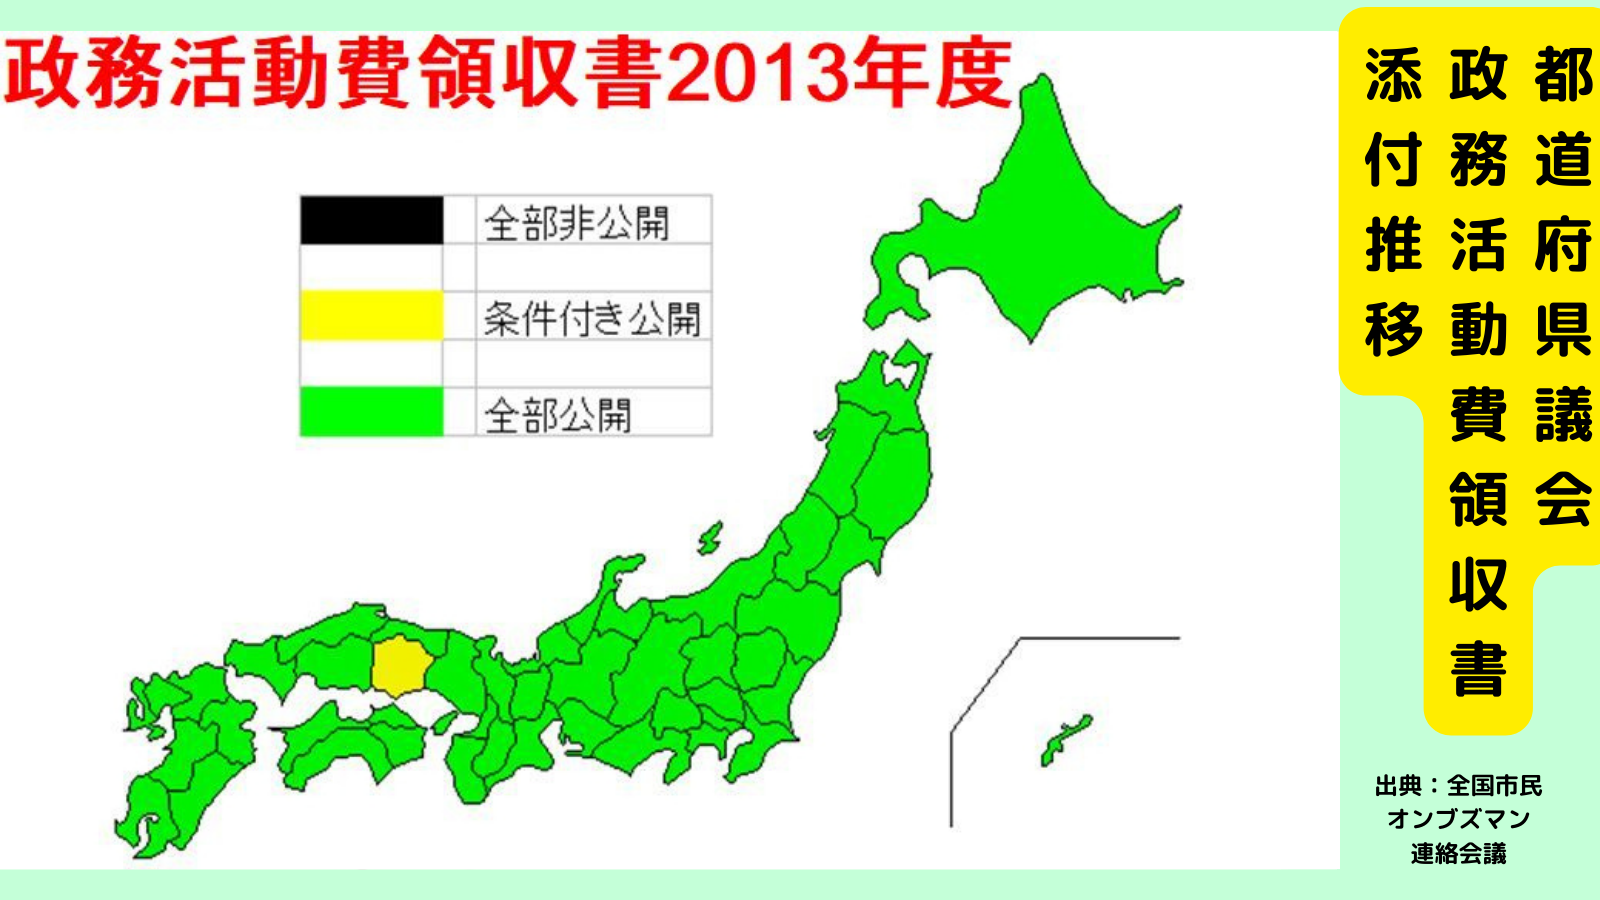 政務活動費領収書2013年度
全部非公開
条件付き公開
全部公開
都道府県議会
政務活動費領収書
添付推移
出典：全国市民
オンブズマン
連絡会議